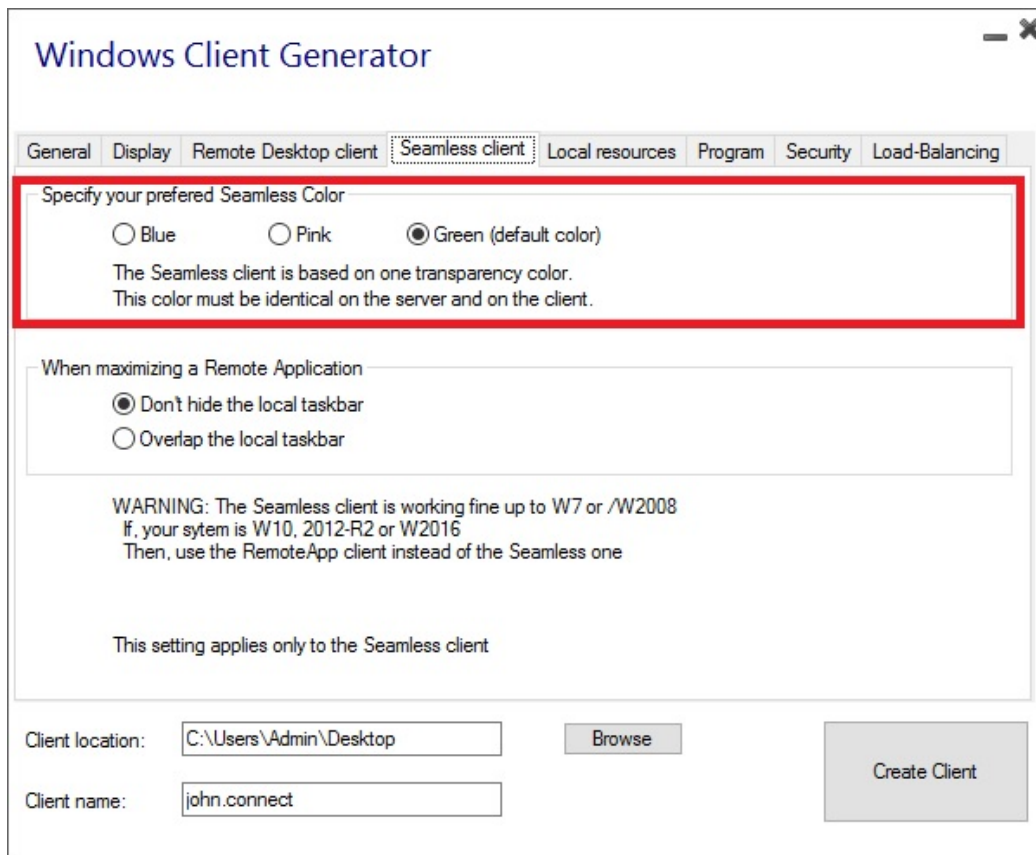 Windows Client Generator
General Display Remote Desktop client Seamless client Local resources Program Security Load-Balancing
Specify your prefered Seamless Color
Blue Pink Green (default color)
The Seamless client is based on one transparency color.
This color must be identical on the server and on the client.
When maximizing a Remote Application
Don't hide the local taskbar
Overlap the local taskbar
WARNING: The Seamless client is working fine up to W7 or /W2008
If, your sytem is W10, 2012-R2 or W2016
Then, use the RemoteApp client instead of the Seamless one
This setting applies only to the Seamless client
Client location: C:\Users\Admin\Desktop Browse
Create Client
Client name: john.connect